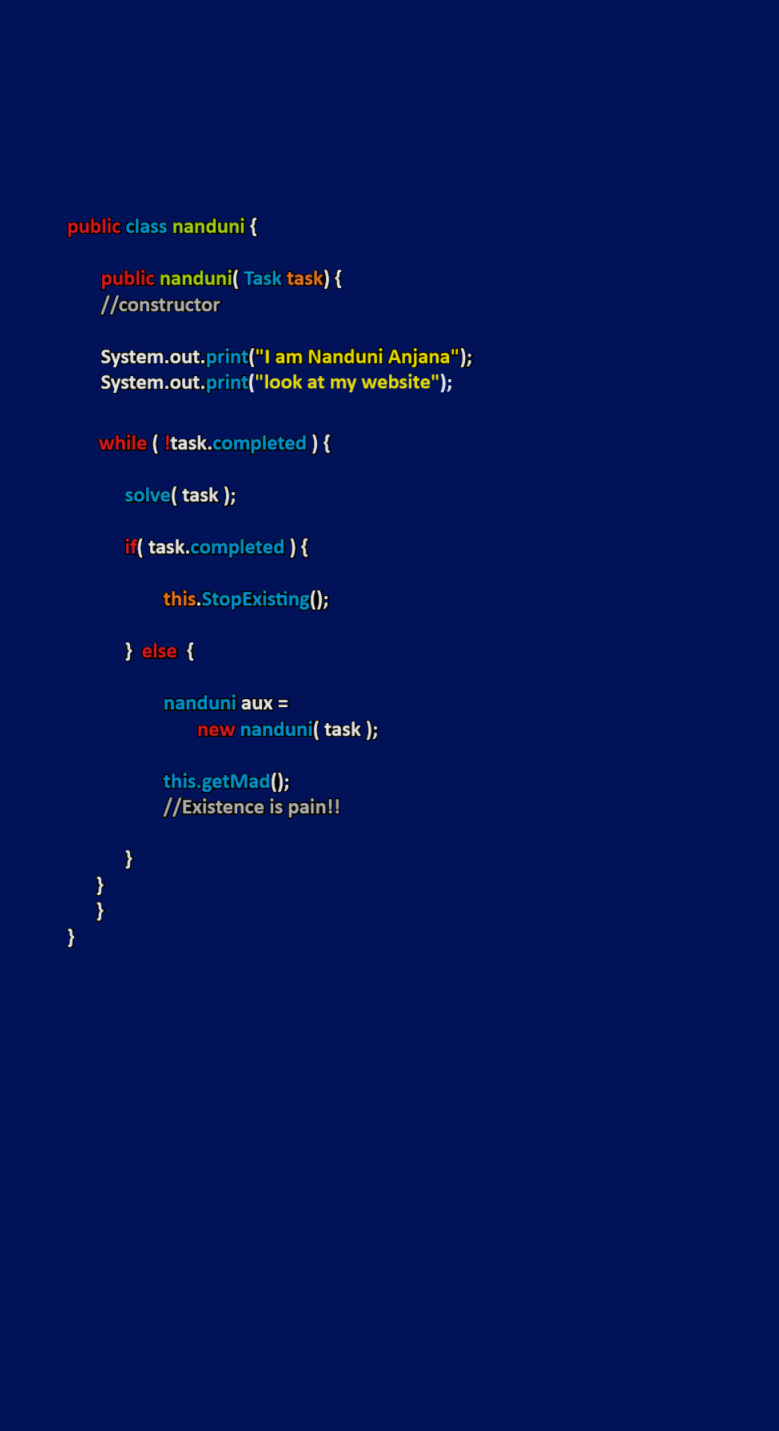 public class nanduni {
public nanduni( Task task) {
//constructor
System.out.print("I am Nanduni Anjana");
System.out.print("look at my website");
while ( !task.completed ) {
solve( task );
if( task.completed ) {
this.StopExisting();
} else {
nanduni aux =
new nanduni( task );
this.getMad();
//Existence is pain!!
}
}
}
}